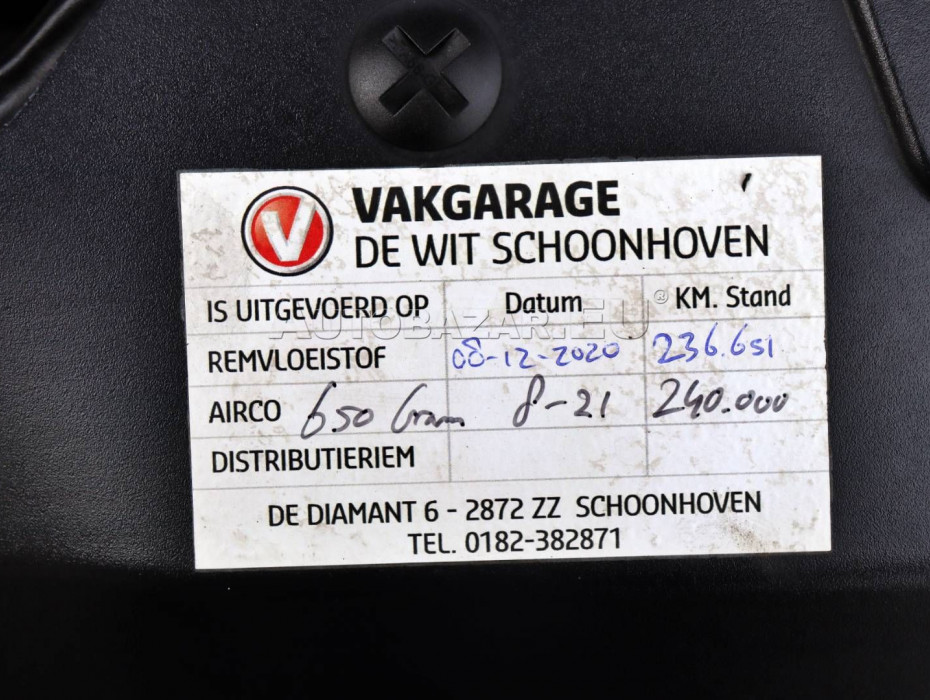 V VAKGARAGE
DE WIT SCHOONHOVEN
IS UITGEVOERD OP Datum KM. Stand
AUTOBAZAR.EU®
REMVLOEISTOF 08-12-2020 236.651
AIRCO 650 Gram 8-21 240.000
DISTRIBUTIERIEM
DE DIAMANT 6 - 2872 ZZ SCHOONHOVEN
TEL. 0182-382871